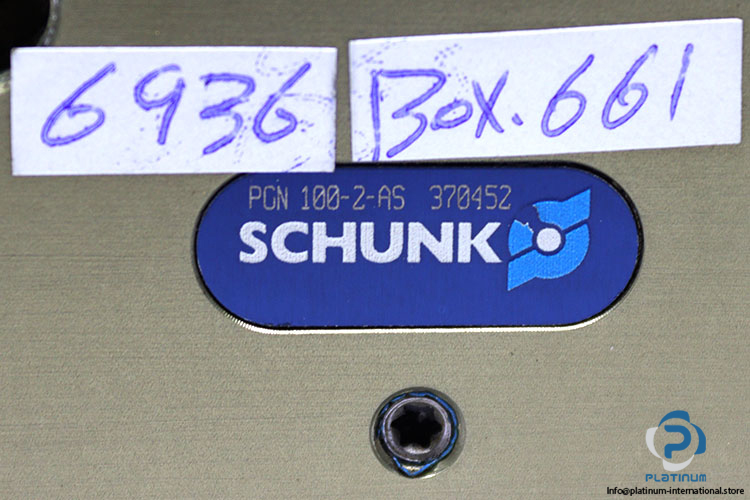 6936
Box.661
PGN 100-2-AS 370452
SCHUNK
P
PLATINUM
Info@platinum-international.store